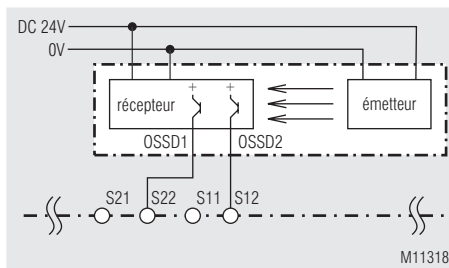 DC 24V
0V
récepteur
+ +
émetteur
OSSD1 OSSD2
S21 S22 S11 S12
M11318